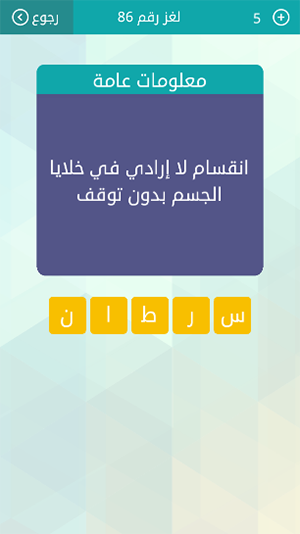 رجوع
لغز رقم 86
5
معلومات عامة
انقسام لا إرادي في خلايا
الجسم بدون توقف
س ر ط ا ن